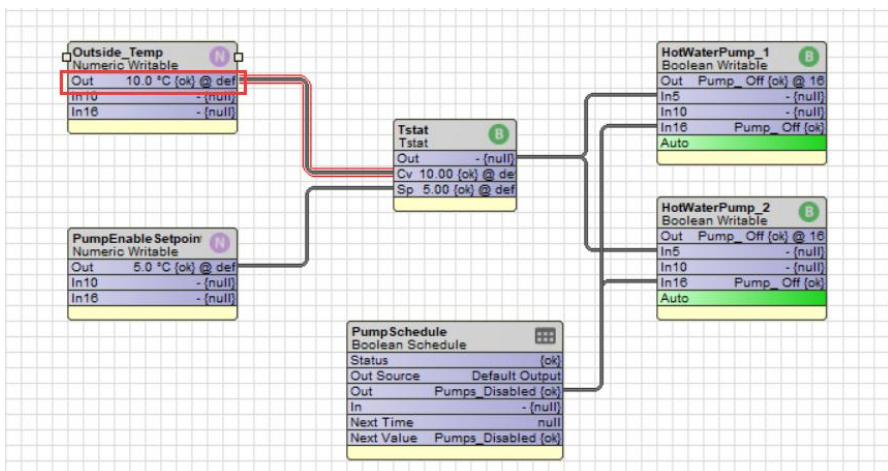 Outside_Temp N
Numeric Writable
Out 10.0 °C {ok} @ def
In10 - {null}
In16 - {null}
PumpEnableSetpoin N
Numeric Writable
Out 5.0 °C {ok} @ def
In10 - {null}
In16 - {null}
Tstat B
Tstat
Out - {null}
Cv 10.00 {ok} @ de
Sp 5.00 {ok} @ def
PumpSchedule
Boolean Schedule
Status {ok}
Out Source Default Output
Out Pumps_Disabled {ok}
In - {null}
Next Time null
Next Value Pumps_Disabled {ok}
HotWaterPump_1 B
Boolean Writable
Out Pump_ Off {ok} @ 16
In5 - {null}
In10 - {null}
In16 Pump_ Off {ok}
Auto
HotWaterPump_2 B
Boolean Writable
Out Pump_ Off {ok} @ 16
In5 - {null}
In10 - {null}
In16 Pump_ Off {ok}
Auto